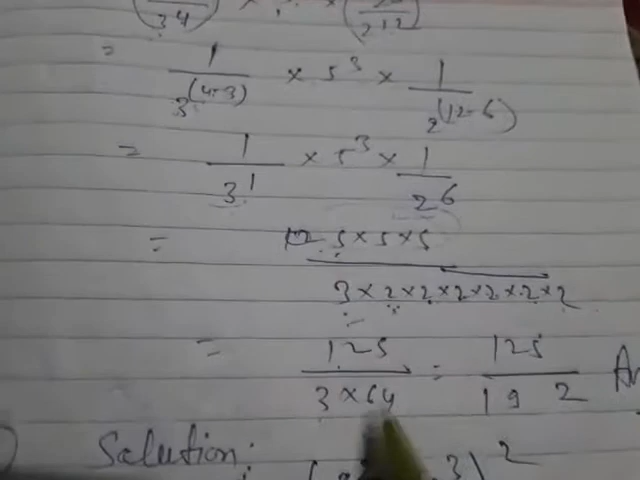 = 1/3^(4-3) × 5^3 × 1/2^(12-6)
= 1/3^1 × 5^3 × 1/2^6
= 5×5×5 / 3×2×2×2×2×2×2
= 125 / 3×64 = 125 / 192
Solution: